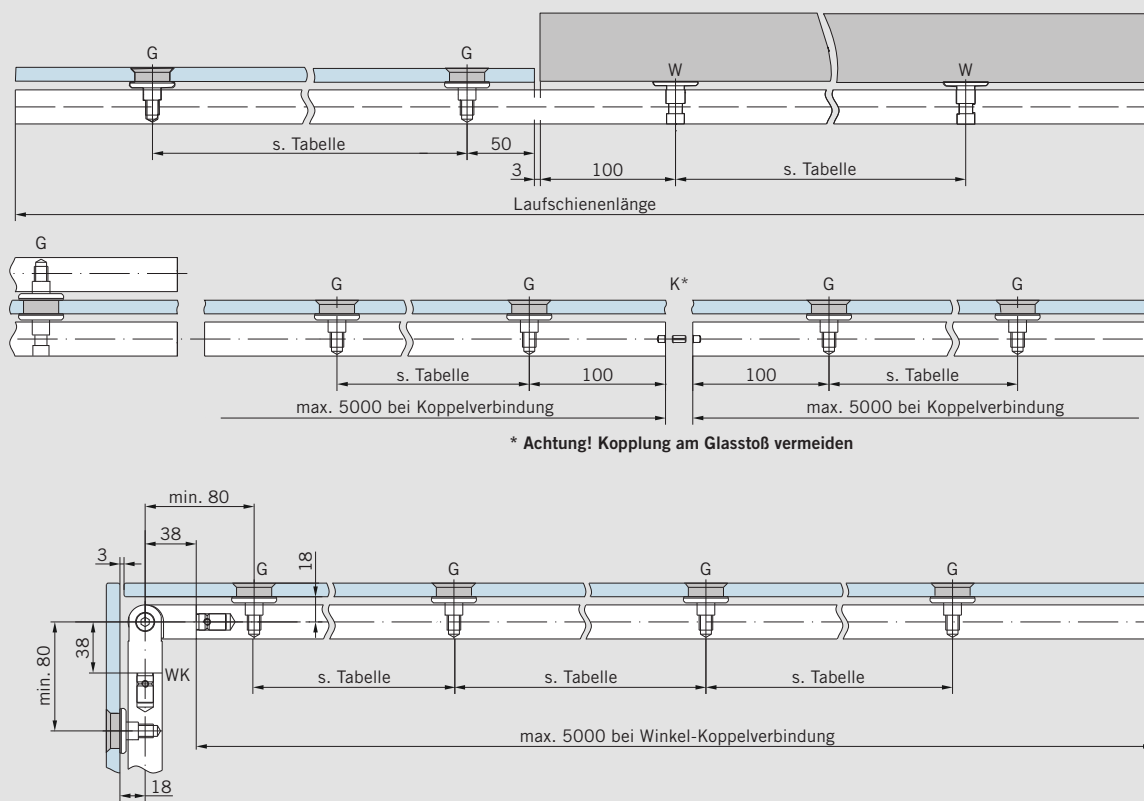 G G W W
s. Tabelle 50
3 100 s. Tabelle
Laufschienenlänge
G
G G K* G G
s. Tabelle 100 100 s. Tabelle
max. 5000 bei Koppelverbindung max. 5000 bei Koppelverbindung
* Achtung! Kopplung am Glasstoß vermeiden
min. 80
38
3 18
G G G G
min. 80 38 WK
s. Tabelle s. Tabelle s. Tabelle
max. 5000 bei Winkel-Koppelverbindung
18